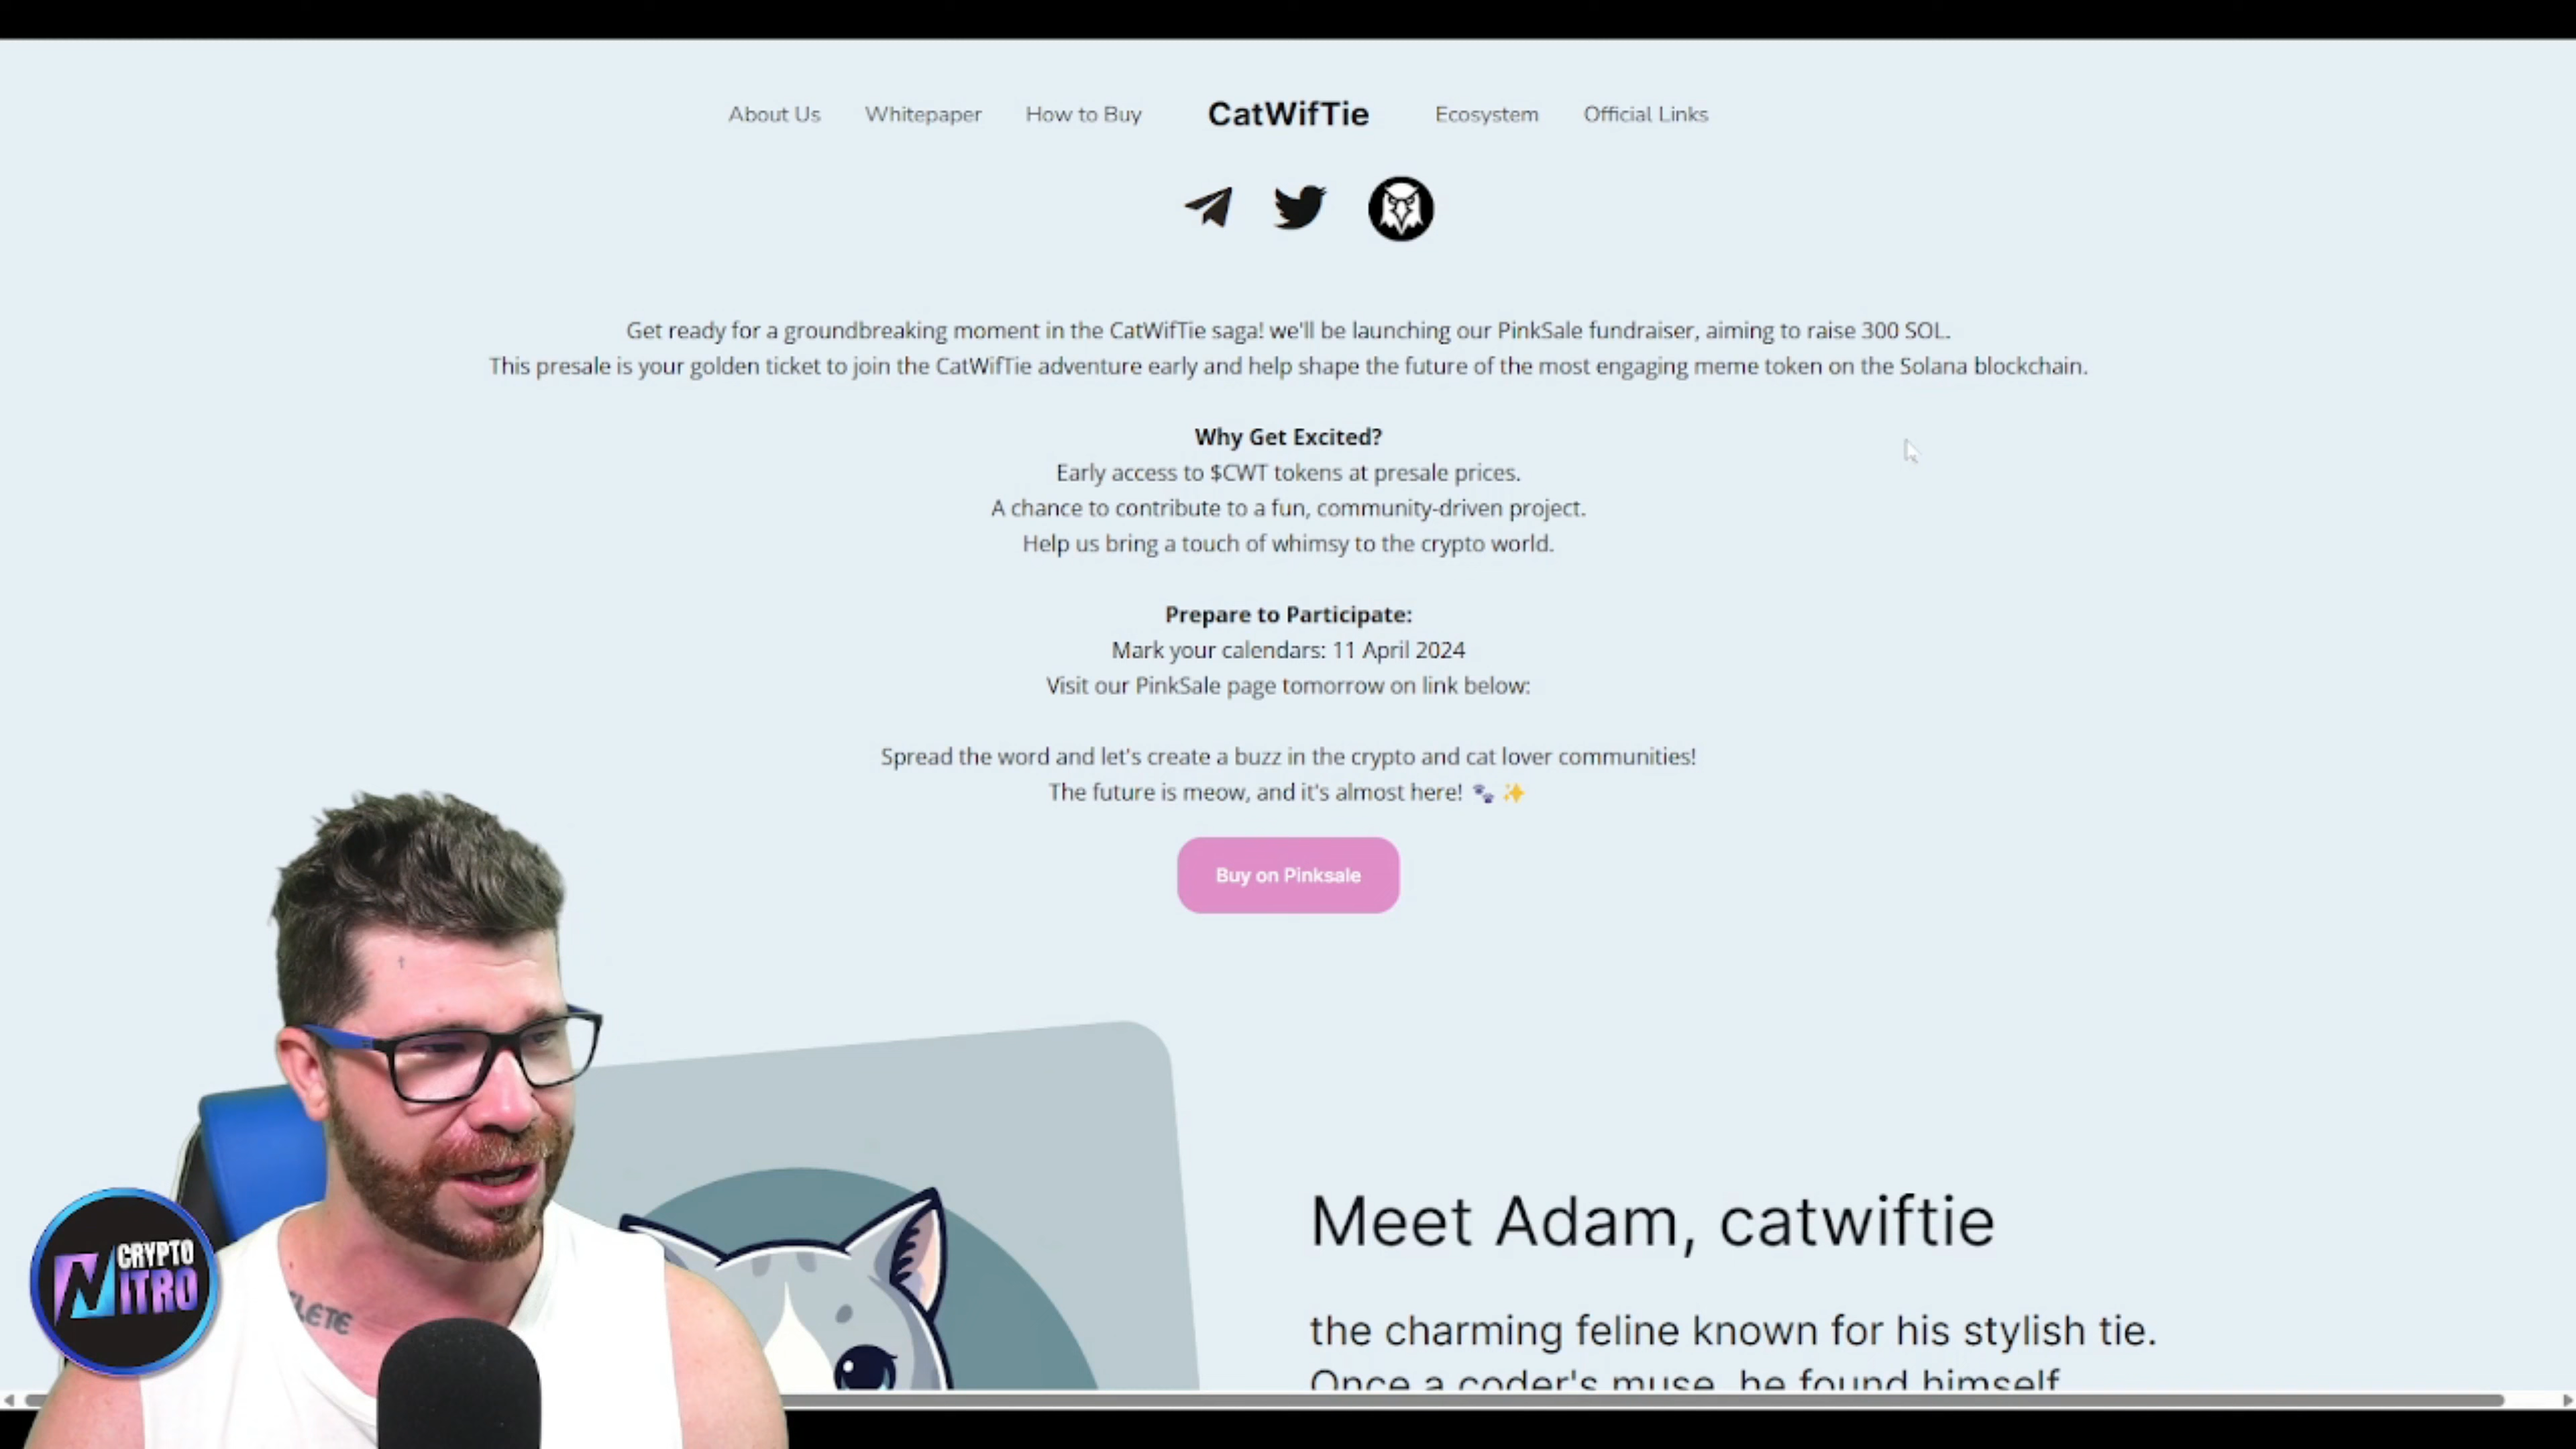 About Us
Whitepaper
How to Buy
CatWifTie
Ecosystem
Official Links
Get ready for a groundbreaking moment in the CatWifTie saga! we'll be launching our PinkSale fundraiser, aiming to raise 300 SOL.
This presale is your golden ticket to join the CatWifTie adventure early and help shape the future of the most engaging meme token on the Solana blockchain.
Why Get Excited?
Early access to $CWT tokens at presale prices.
A chance to contribute to a fun, community-driven project.
Help us bring a touch of whimsy to the crypto world.
Prepare to Participate:
Mark your calendars: 11 April 2024
Visit our PinkSale page tomorrow on link below:
Spread the word and let's create a buzz in the crypto and cat lover communities!
The future is meow, and it's almost here! 🐾 ✨
Buy on Pinksale
Meet Adam, catwiftie
the charming feline known for his stylish tie.
Once a coder's muse, he found himself
CRYPTO
NITRO